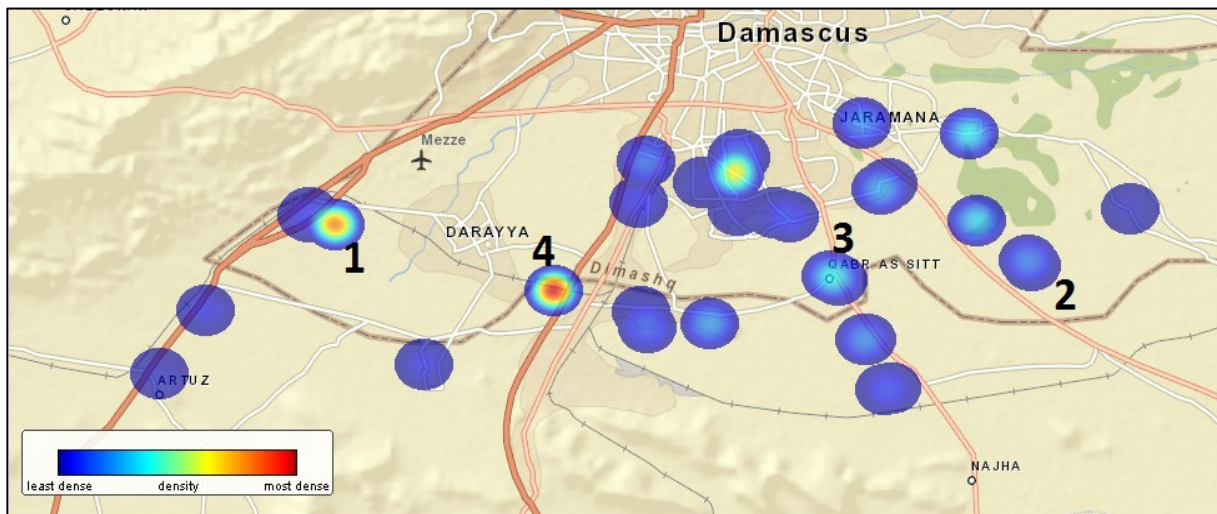 Damascus
JARAMANA
Mezze
DARAYYA
1
4
3
Dimashq
QABR AS SITT
2
ARTUZ
NAJHA
least dense density most dense